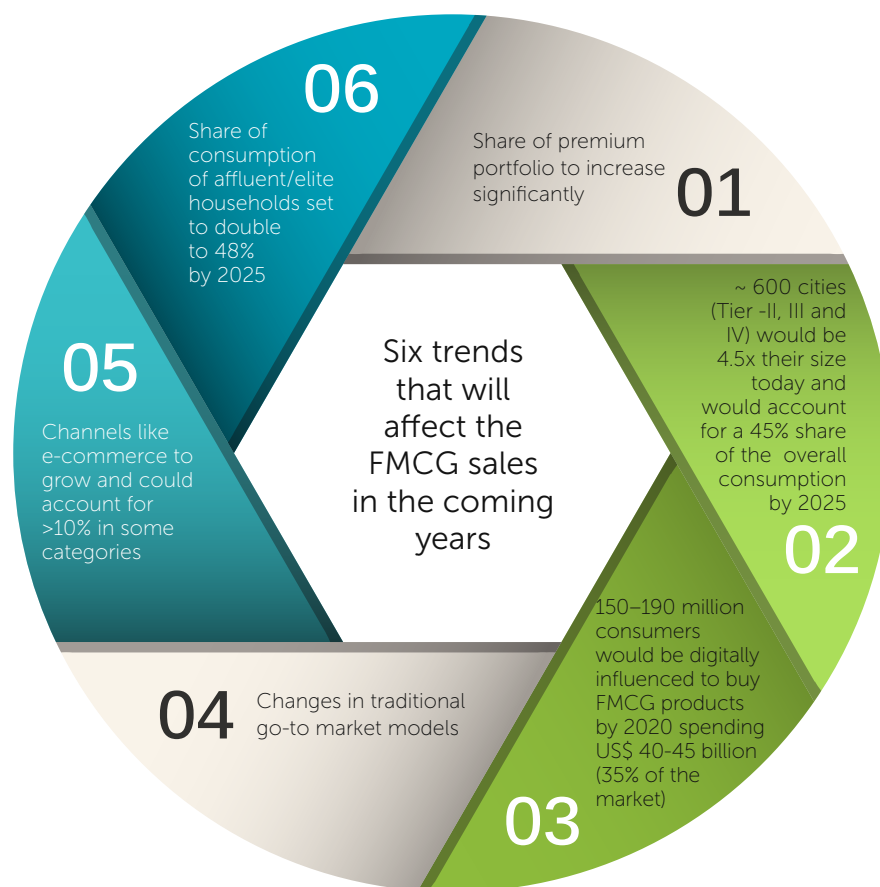 Six trends
that will
affect the
FMCG sales
in the coming
years
01
Share of premium
portfolio to increase
significantly
~ 600 cities
(Tier -II, III and
IV) would be
4.5x their size
today and
would account
for a 45% share
of the overall
consumption
by 2025
02
150–190 million
consumers
would be digitally
influenced to buy
FMCG products
by 2020 spending
US$ 40-45 billion
(35% of the
market)
03
04
Changes in traditional
go-to market models
05
Channels like
e-commerce to
grow and could
account for
>10% in some
categories
06
Share of
consumption
of affluent/elite
households set
to double
to 48%
by 2025